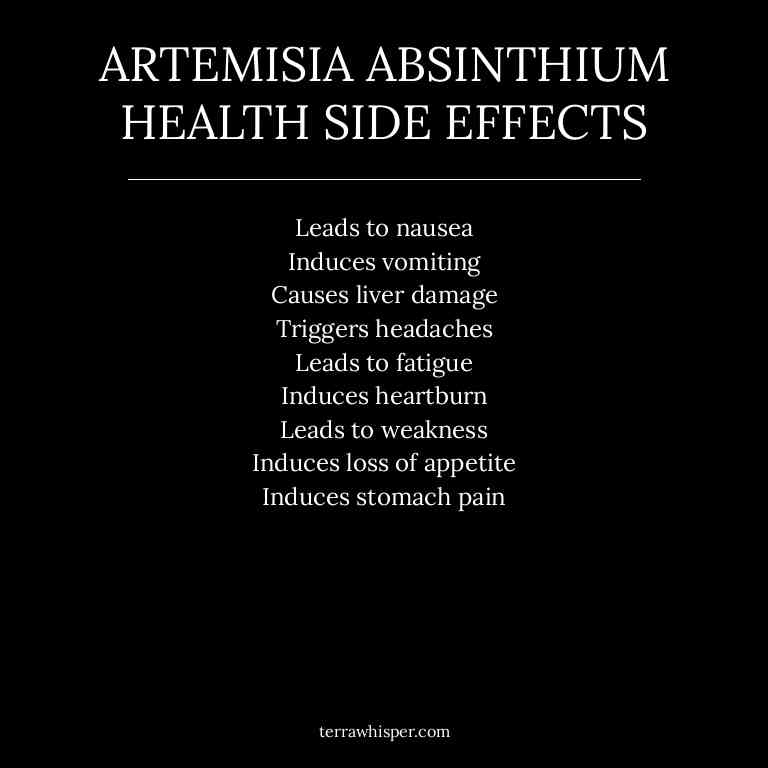 ARTEMISIA ABSINTHIUM
HEALTH SIDE EFFECTS
Leads to nausea
Induces vomiting
Causes liver damage
Triggers headaches
Leads to fatigue
Induces heartburn
Leads to weakness
Induces loss of appetite
Induces stomach pain
terrawhisper.com